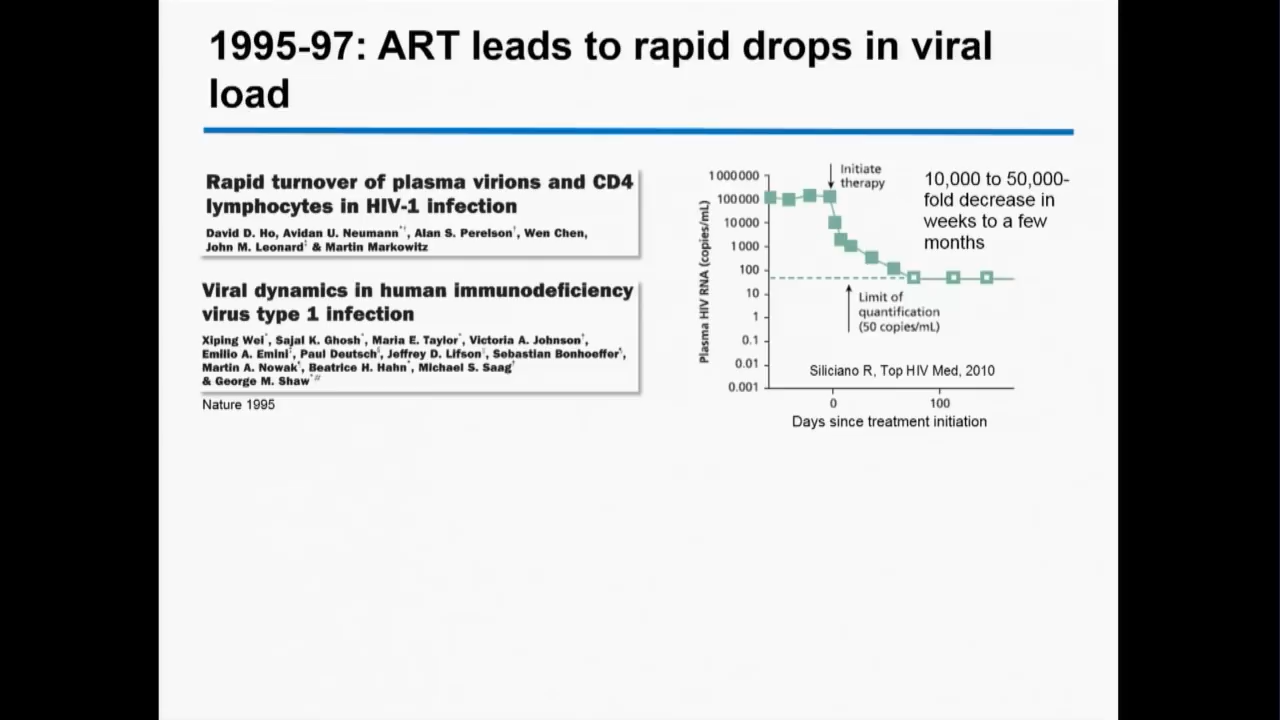 1995-97: ART leads to rapid drops in viral
load
Rapid turnover of plasma virions and CD4
lymphocytes in HIV-1 infection
David D. Ho, Avidan U. Neumann*†, Alan S. Perelson†, Wen Chen,
John M. Leonard‡ & Martin Markowitz
Viral dynamics in human immunodeficiency
virus type 1 infection
Xiping Wei*, Sajal K. Ghosh*, Maria E. Taylor*, Victoria A. Johnson†,
Emilio A. Emini‡, Paul Deutsch‖, Jeffrey D. Lifson§, Sebastian Bonhoeffer¶,
Martin A. Nowak¶, Beatrice H. Hahn*, Michael S. Saag†
& George M. Shaw*#
Nature 1995
Plasma HIV RNA (copies/mL)
1 000 000
100 000
10 000
1 000
100
10
1
0.1
0.01
0.001
Initiate
therapy
Limit of
quantification
(50 copies/mL)
Siliciano R, Top HIV Med, 2010
0
100
Days since treatment initiation
10,000 to 50,000-
fold decrease in
weeks to a few
months